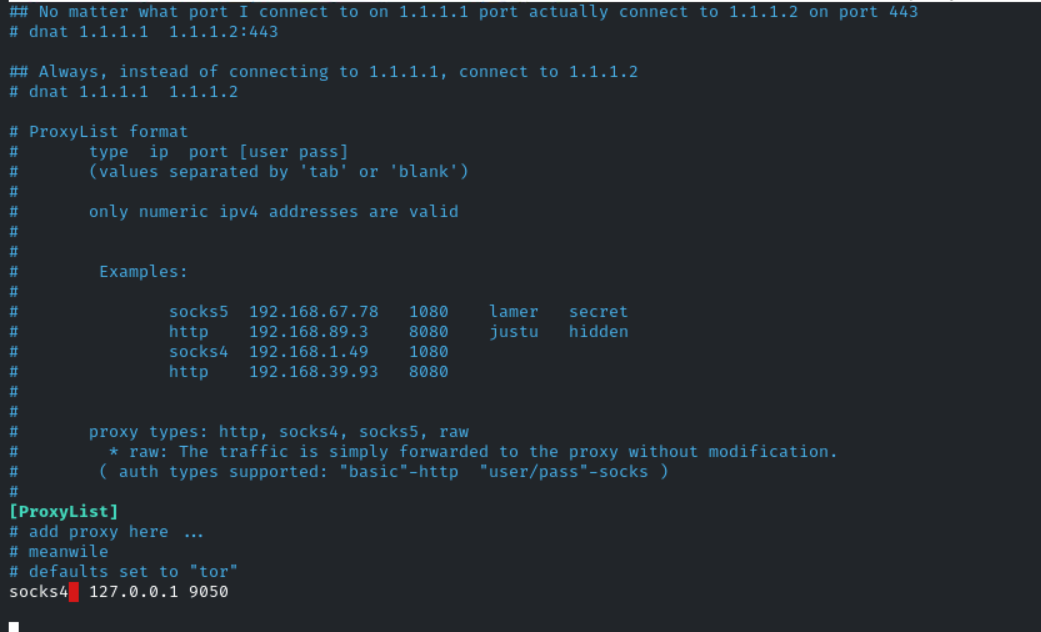 ## No matter what port I connect to on 1.1.1.1 port actually connect to 1.1.1.2 on port 443
# dnat 1.1.1.1  1.1.1.2:443
## Always, instead of connecting to 1.1.1.1, connect to 1.1.1.2
# dnat 1.1.1.1  1.1.1.2
# ProxyList format
#       type  ip  port [user pass]
#       (values separated by 'tab' or 'blank')
#
#       only numeric ipv4 addresses are valid
#
#
#        Examples:
#
#               socks5  192.168.67.78   1080    lamer   secret
#               http    192.168.89.3    8080    justu   hidden
#               socks4  192.168.1.49    1080
#               http    192.168.39.93   8080
#
#
#       proxy types: http, socks4, socks5, raw
#         * raw: The traffic is simply forwarded to the proxy without modification.
#        ( auth types supported: "basic"-http  "user/pass"-socks )
#
[ProxyList]
# add proxy here ...
# meanwile
# defaults set to "tor"
socks4  127.0.0.1 9050